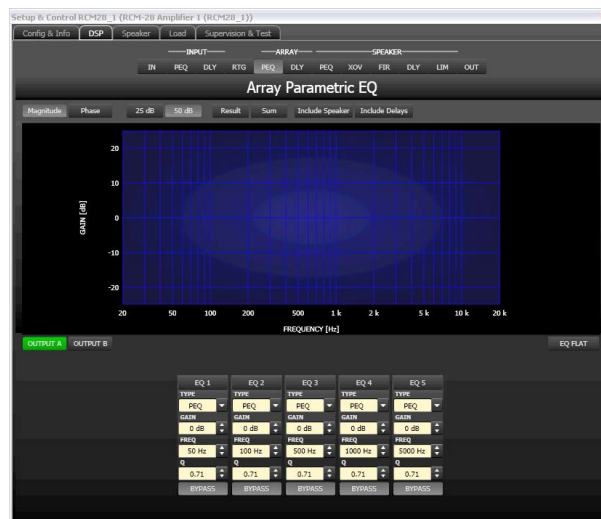 Setup & Control RCM28_1 (RCM-28 Amplifier 1 (RCM28_1))
Config & Info DSP Speaker Load Supervision & Test
INPUT ARRAY SPEAKER
IN PEQ DLY RTG PEQ DLY PEQ XOV FIR DLY LIM OUT
Array Parametric EQ
Magnitude Phase 25 dB 50 dB Result Sum Include Speaker Include Delays
20
10
0
-10
-20
GAIN [dB]
20 50 100 200 500 1 k 2 k 5 k 10 k 20 k
FREQUENCY [Hz]
OUTPUT A OUTPUT B EQ FLAT
EQ 1 EQ 2 EQ 3 EQ 4 EQ 5
TYPE TYPE TYPE TYPE TYPE
PEQ PEQ PEQ PEQ PEQ
GAIN GAIN GAIN GAIN GAIN
0 dB 0 dB 0 dB 0 dB 0 dB
FREQ FREQ FREQ FREQ FREQ
50 Hz 100 Hz 500 Hz 1000 Hz 5000 Hz
Q Q Q Q Q
0.71 0.71 0.71 0.71 0.71
BYPASS BYPASS BYPASS BYPASS BYPASS